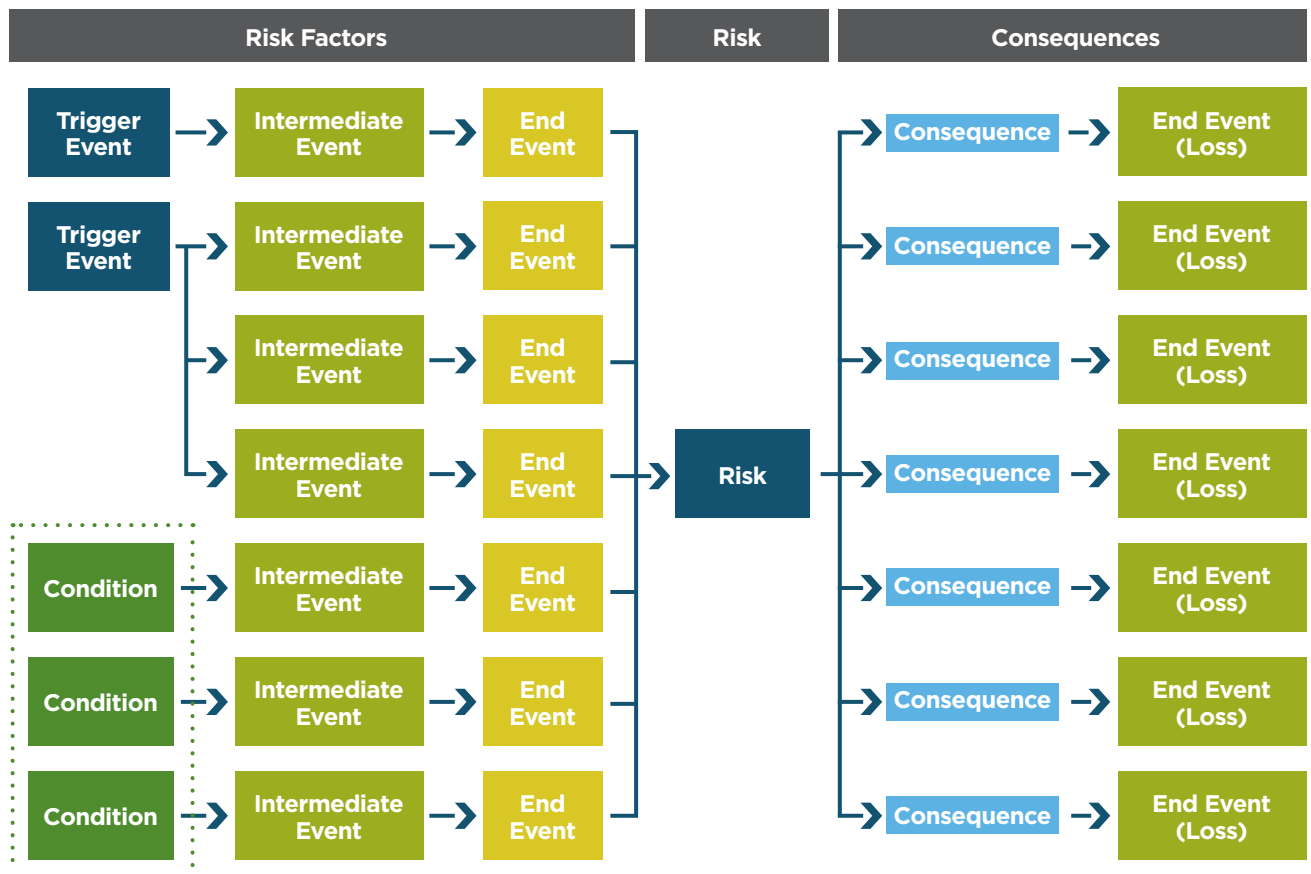 Risk Factors
Risk
Consequences
Trigger
Event
Intermediate
Event
End
Event
Consequence
End Event
(Loss)
Trigger
Event
Intermediate
Event
End
Event
Consequence
End Event
(Loss)
Intermediate
Event
End
Event
Consequence
End Event
(Loss)
Intermediate
Event
End
Event
Risk
Consequence
End Event
(Loss)
Condition
Intermediate
Event
End
Event
Consequence
End Event
(Loss)
Condition
Intermediate
Event
End
Event
Consequence
End Event
(Loss)
Condition
Intermediate
Event
End
Event
Consequence
End Event
(Loss)